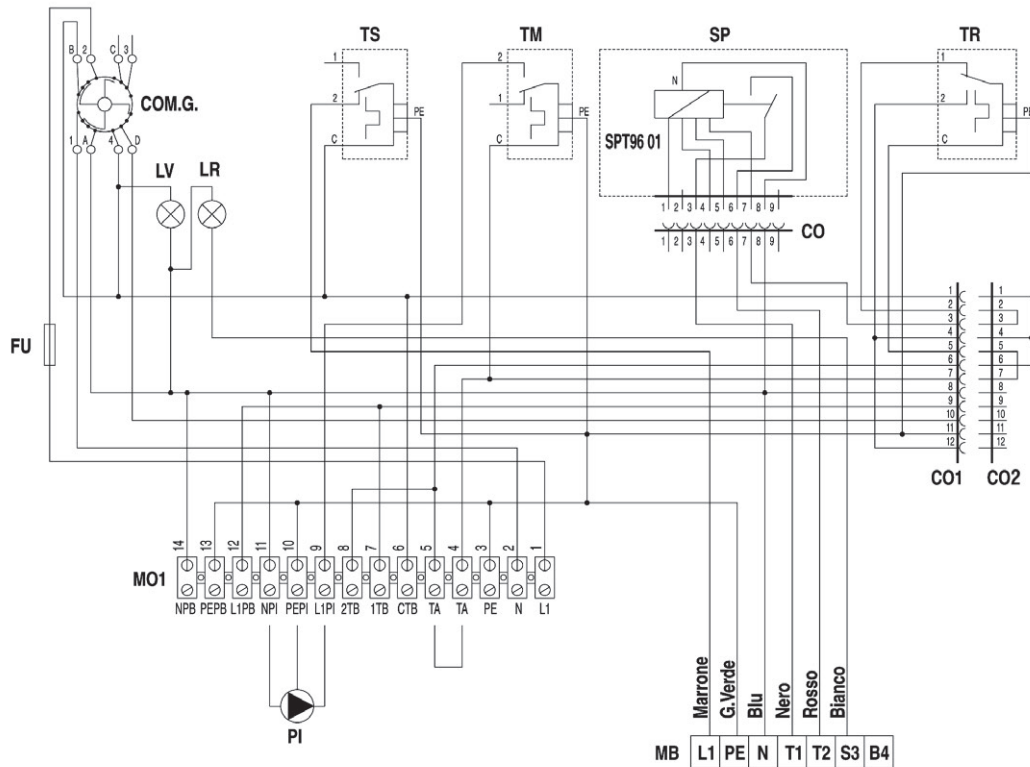 B 2 C 3
COM.G.
1 A 4 D
LV LR
FU
TS
1
2
C
PE
TM
2
1
C
PE
SP
N
SPT96 01
1 2 3 4 5 6 7 8 9
CO
1 2 3 4 5 6 7 8 9
TR
1
2
C
PE
1 1
2 2
3 3
4 4
5 5
6 6
7 7
8 8
9 9
10 10
11 11
12 12
CO1 CO2
14 13 12 11 10 9 8 7 6 5 4 3 2 1
MO1
NPB PEPB L1PB NPI PEPI L1PI 2TB 1TB CTB TA TA PE N L1
PI
Marrone G.Verde Blu Nero Rosso Bianco
MB L1 PE N T1 T2 S3 B4